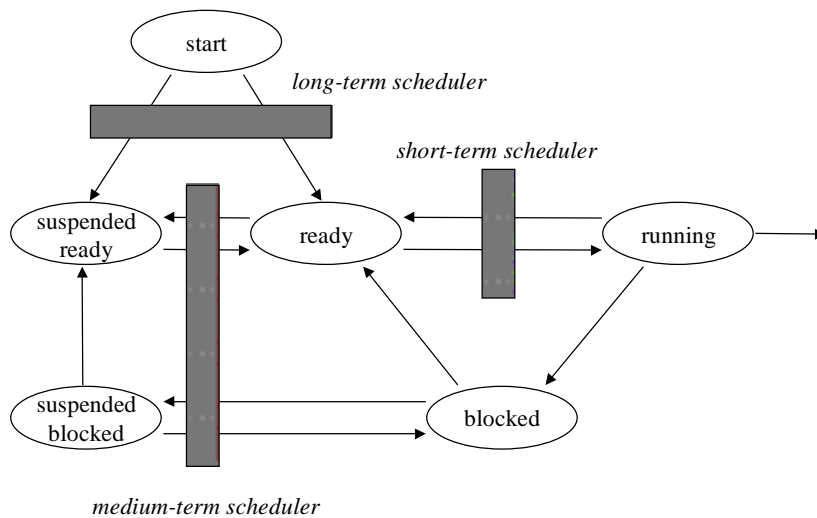 start
long-term scheduler
short-term scheduler
suspended
ready
ready
running
suspended
blocked
blocked
medium-term scheduler